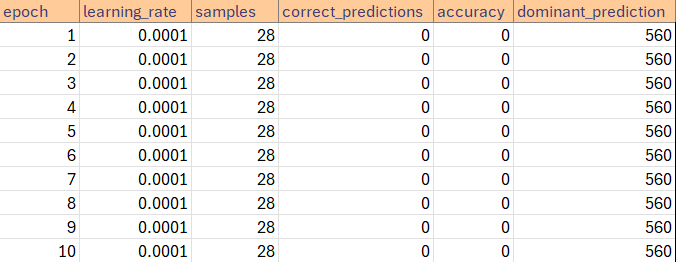 epoch learning_rate samples correct_predictions accuracy dominant_prediction
1 0.0001 28 0 0 560
2 0.0001 28 0 0 560
3 0.0001 28 0 0 560
4 0.0001 28 0 0 560
5 0.0001 28 0 0 560
6 0.0001 28 0 0 560
7 0.0001 28 0 0 560
8 0.0001 28 0 0 560
9 0.0001 28 0 0 560
10 0.0001 28 0 0 560